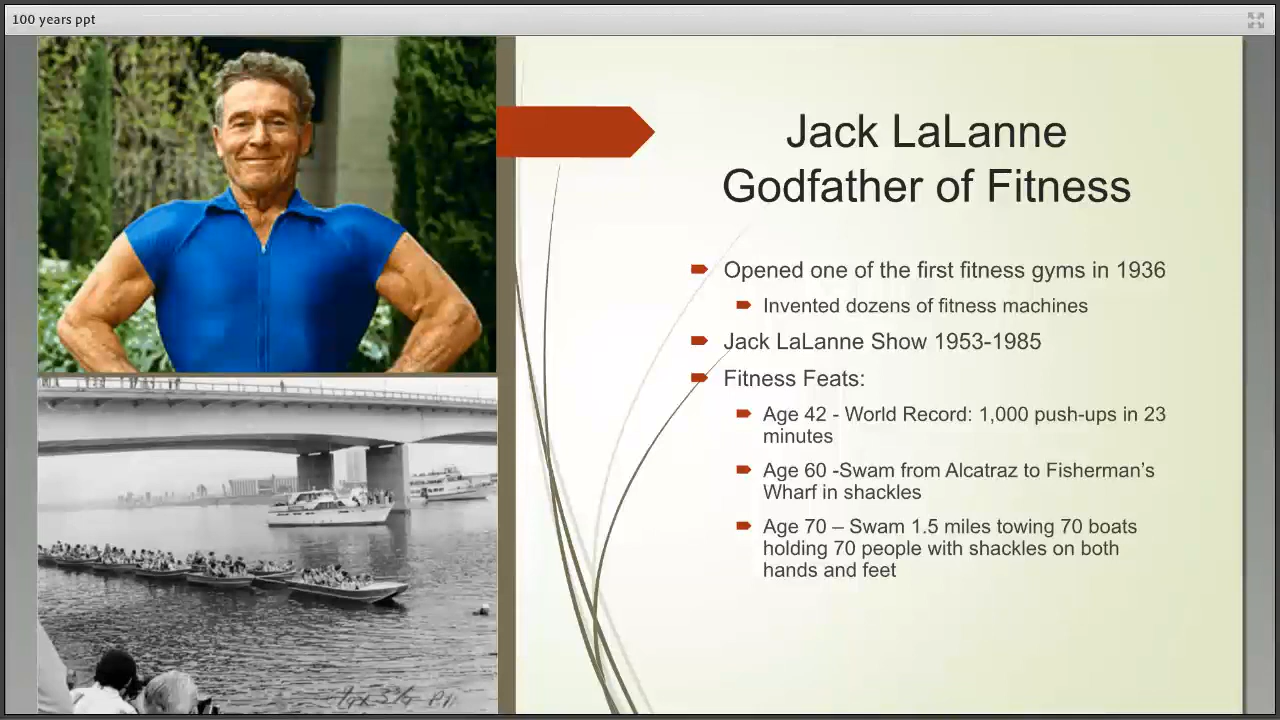 100 years ppt
Jack LaLanne
Godfather of Fitness
Opened one of the first fitness gyms in 1936
Invented dozens of fitness machines
Jack LaLanne Show 1953-1985
Fitness Feats:
Age 42 - World Record: 1,000 push-ups in 23
minutes
Age 60 -Swam from Alcatraz to Fisherman's
Wharf in shackles
Age 70 – Swam 1.5 miles towing 70 boats
holding 70 people with shackles on both
hands and feet